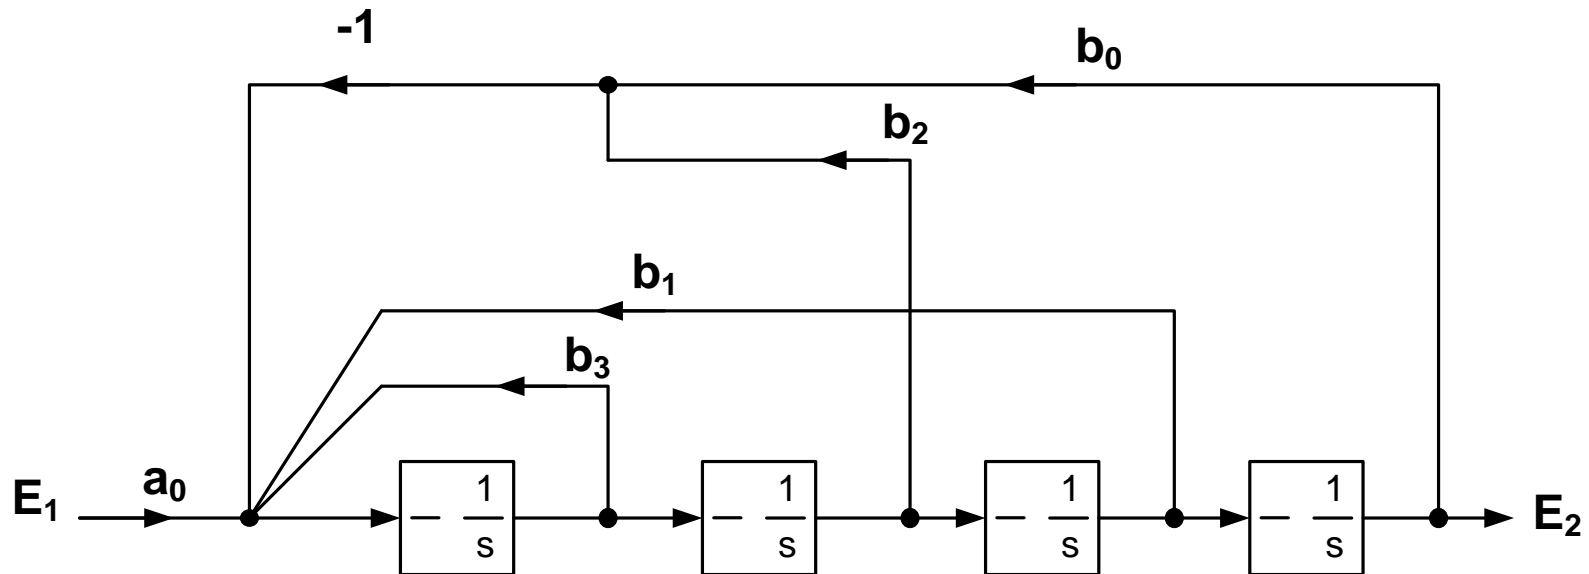 -1
b₀
b₂
b₁
b₃
E₁
a₀
− 1/s
− 1/s
− 1/s
− 1/s
E₂